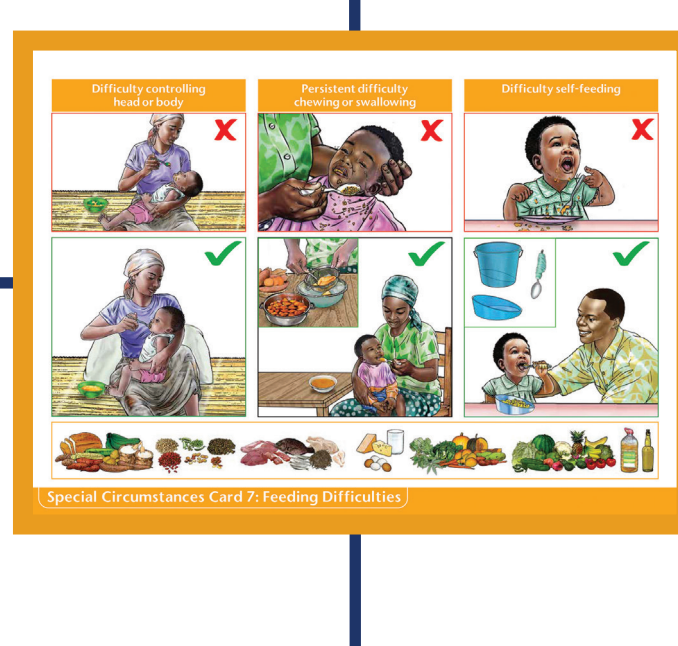 Difficulty controlling
head or body
Persistent difficulty
chewing or swallowing
Difficulty self-feeding
Special Circumstances Card 7: Feeding Difficulties